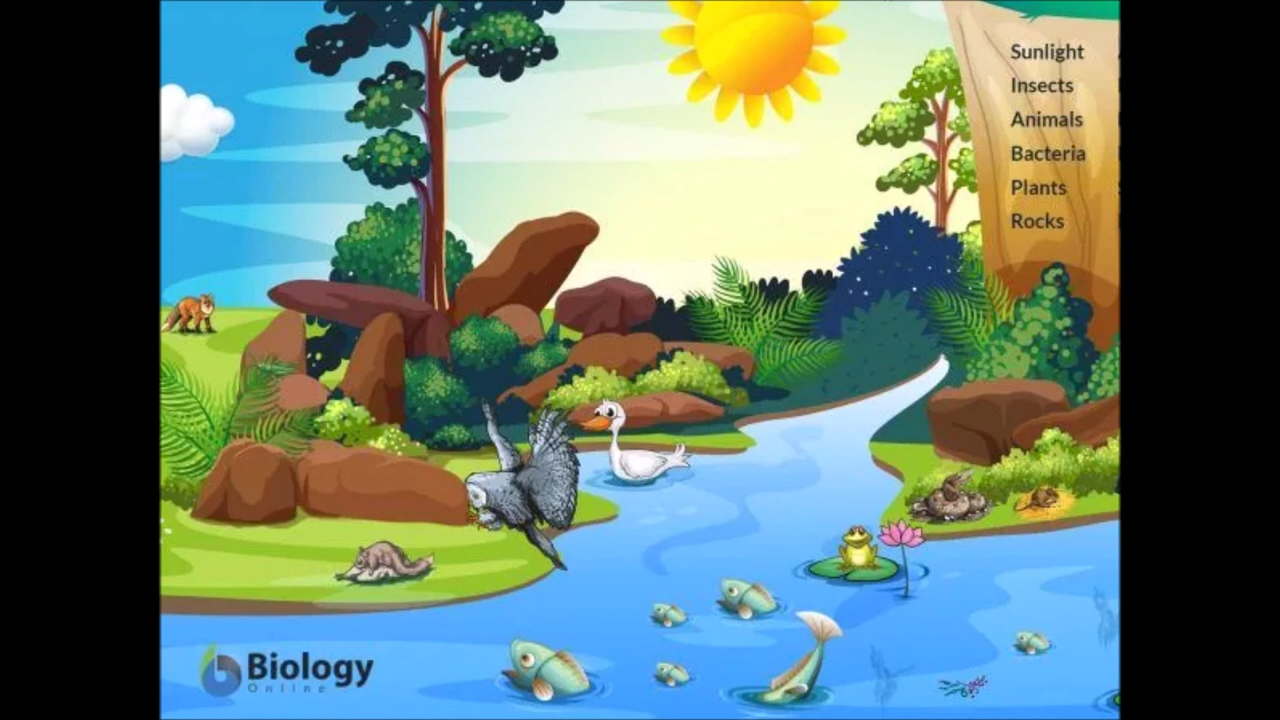 Sunlight
Insects
Animals
Bacteria
Plants
Rocks
Biology
Online